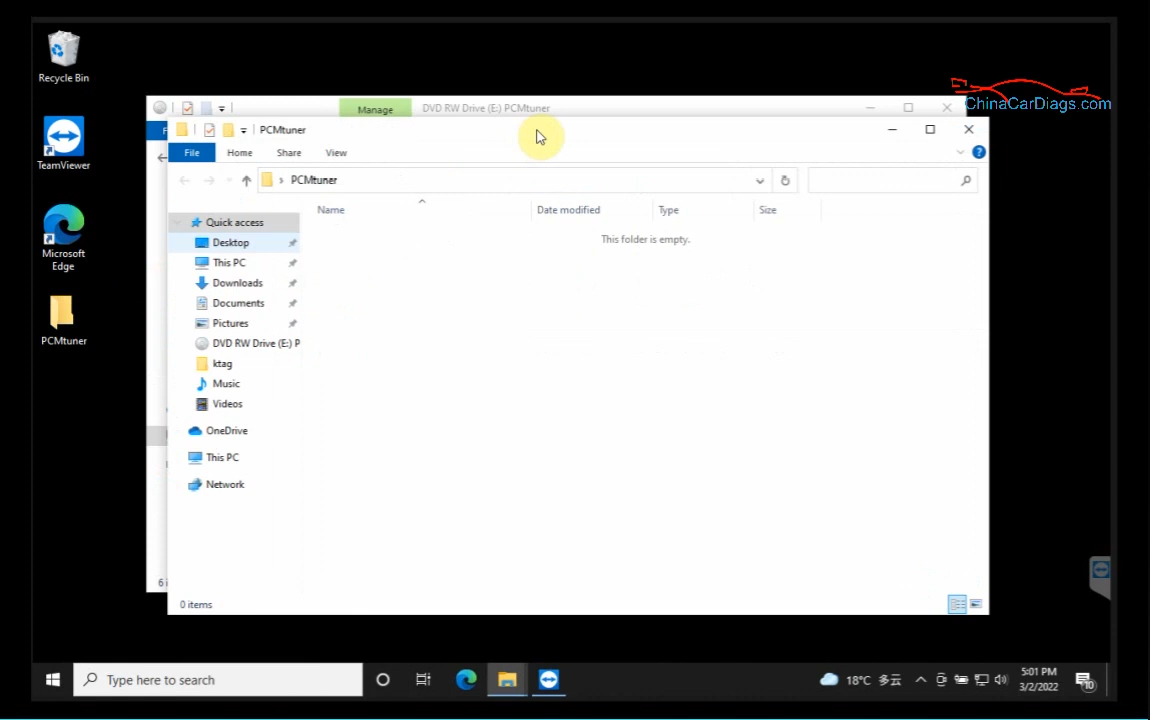 Recycle Bin
TeamViewer
Microsoft
Edge
PCMtuner
ChinaCarDiags.com
Manage
DVD RW Drive (E:) PCMtuner
PCMtuner
File
Home
Share
View
PCMtuner
Name
Date modified
Type
Size
This folder is empty.
Quick access
Desktop
This PC
Downloads
Documents
Pictures
DVD RW Drive (E:) P
ktag
Music
Videos
OneDrive
This PC
Network
0 items
Type here to search
18°C 多云
5:01 PM
3/2/2022
10